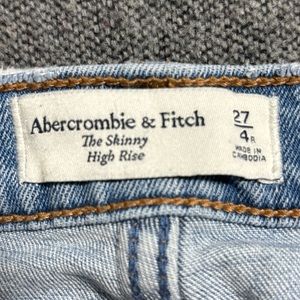 Abercrombie & Fitch
The Skinny
High Rise
27
4R
MADE IN
CAMBODIA